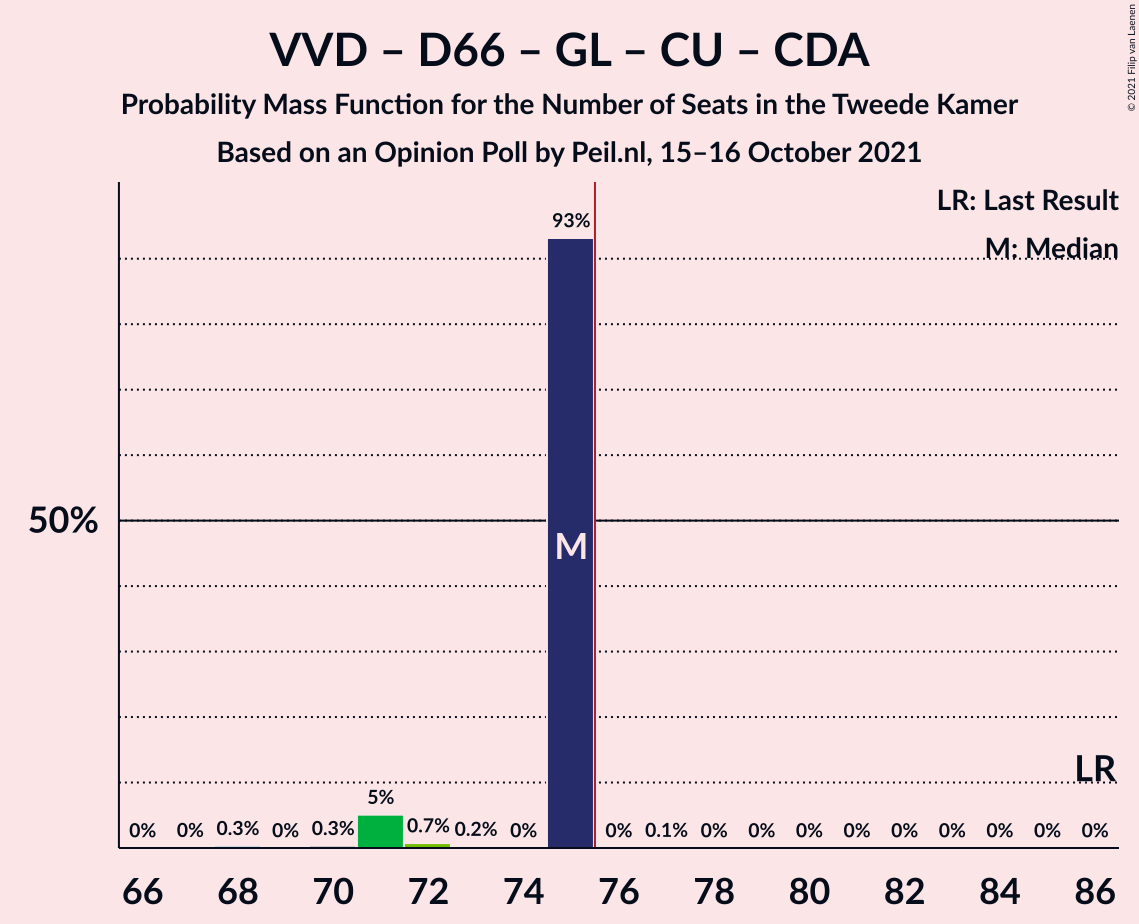 VVD – D66 – GL – CU – CDA
Probability Mass Function for the Number of Seats in the Tweede Kamer
Based on an Opinion Poll by Peil.nl, 15–16 October 2021
© 2021 Filip van Laenen
LR: Last Result
M: Median
93%
50%
M
LR
0% 0% 0.3% 0% 0.3% 5% 0.7% 0.2% 0% 0% 0.1% 0% 0% 0% 0% 0% 0% 0% 0% 0%
66 68 70 72 74 76 78 80 82 84 86